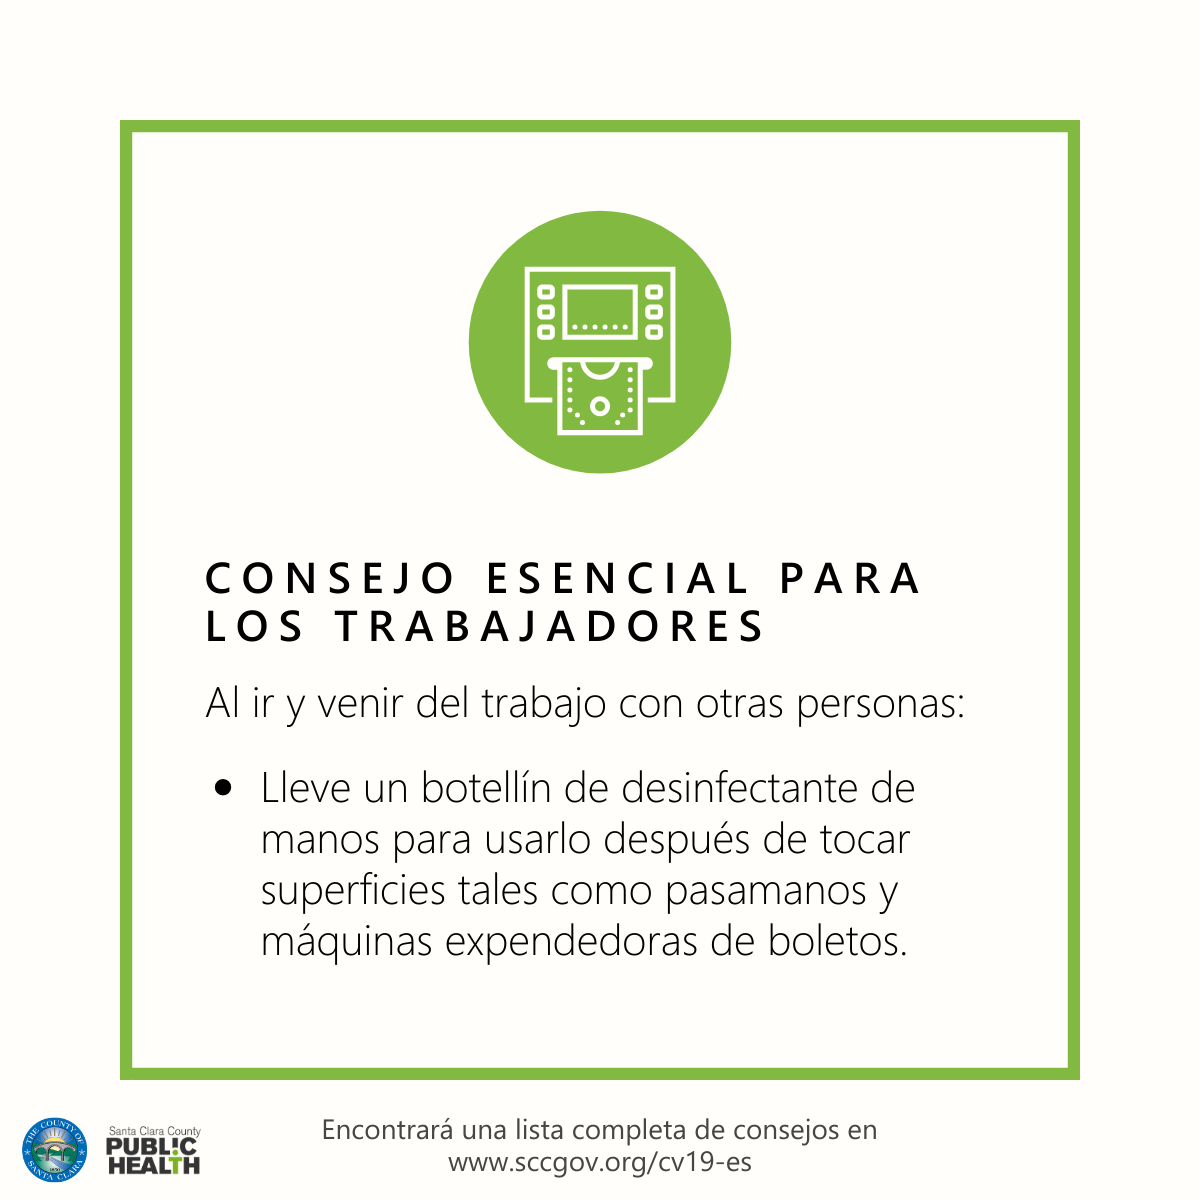 CONSEJO ESENCIAL PARA
LOS TRABAJADORES
Al ir y venir del trabajo con otras personas:
• Lleve un botellín de desinfectante de
manos para usarlo después de tocar
superficies tales como pasamanos y
máquinas expendedoras de boletos.
THE COUNTY OF
SANTA CLARA
Santa Clara County
PUBLIC
HEALTH
Encontrará una lista completa de consejos en
www.sccgov.org/cv19-es